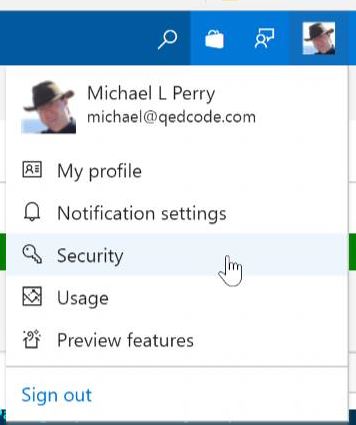 Michael L Perry
michael@qedcode.com
My profile
Notification settings
Security
Usage
Preview features
Sign out